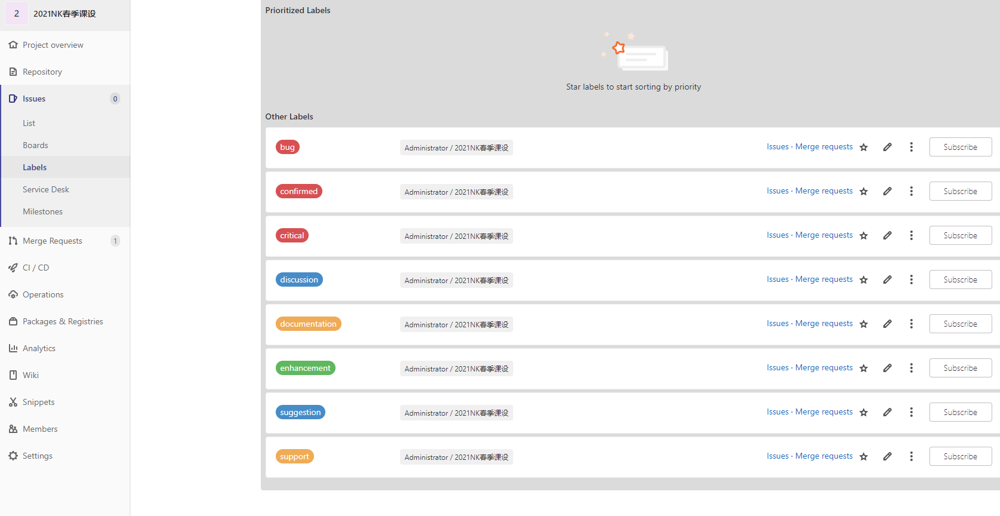 2 2021NK春季课设
Project overview
Repository
Issues 0
List
Boards
Labels
Service Desk
Milestones
Merge Requests 1
CI / CD
Operations
Packages & Registries
Analytics
Wiki
Snippets
Members
Settings
Prioritized Labels
Star labels to start sorting by priority
Other Labels
bug Administrator / 2021NK春季课设 Issues · Merge requests Subscribe
confirmed Administrator / 2021NK春季课设 Issues · Merge requests Subscribe
critical Administrator / 2021NK春季课设 Issues · Merge requests Subscribe
discussion Administrator / 2021NK春季课设 Issues · Merge requests Subscribe
documentation Administrator / 2021NK春季课设 Issues · Merge requests Subscribe
enhancement Administrator / 2021NK春季课设 Issues · Merge requests Subscribe
suggestion Administrator / 2021NK春季课设 Issues · Merge requests Subscribe
support Administrator / 2021NK春季课设 Issues · Merge requests Subscribe